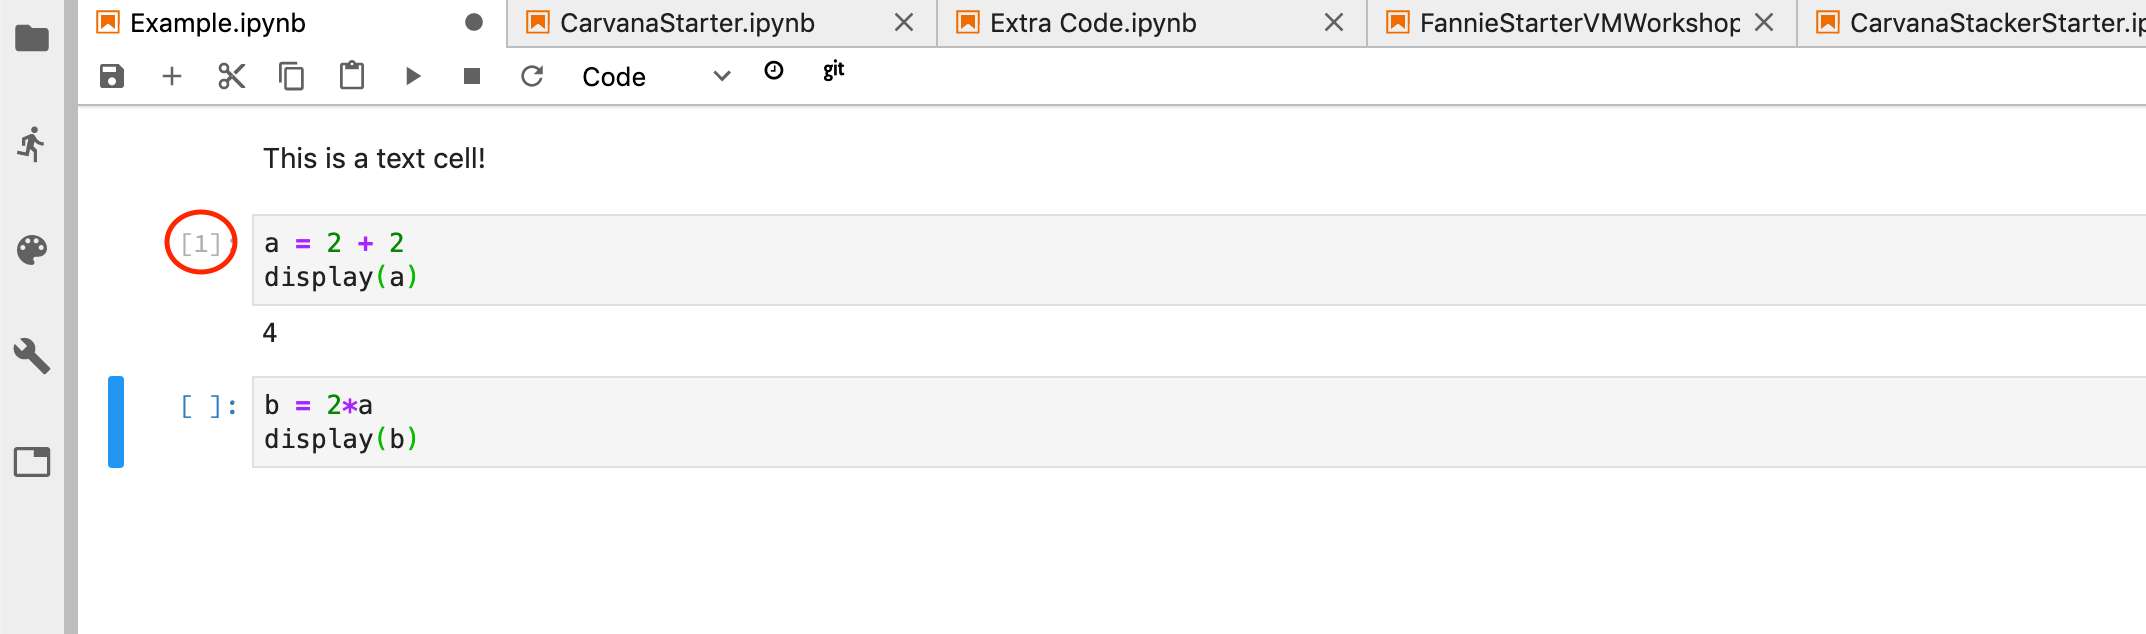 Example.ipynb
CarvanaStarter.ipynb
Extra Code.ipynb
FannieStarterVMWorkshop
CarvanaStackerStarter.ip
Code
git
This is a text cell!
[1]:
a = 2 + 2
display(a)
4
[ ]:
b = 2*a
display(b)